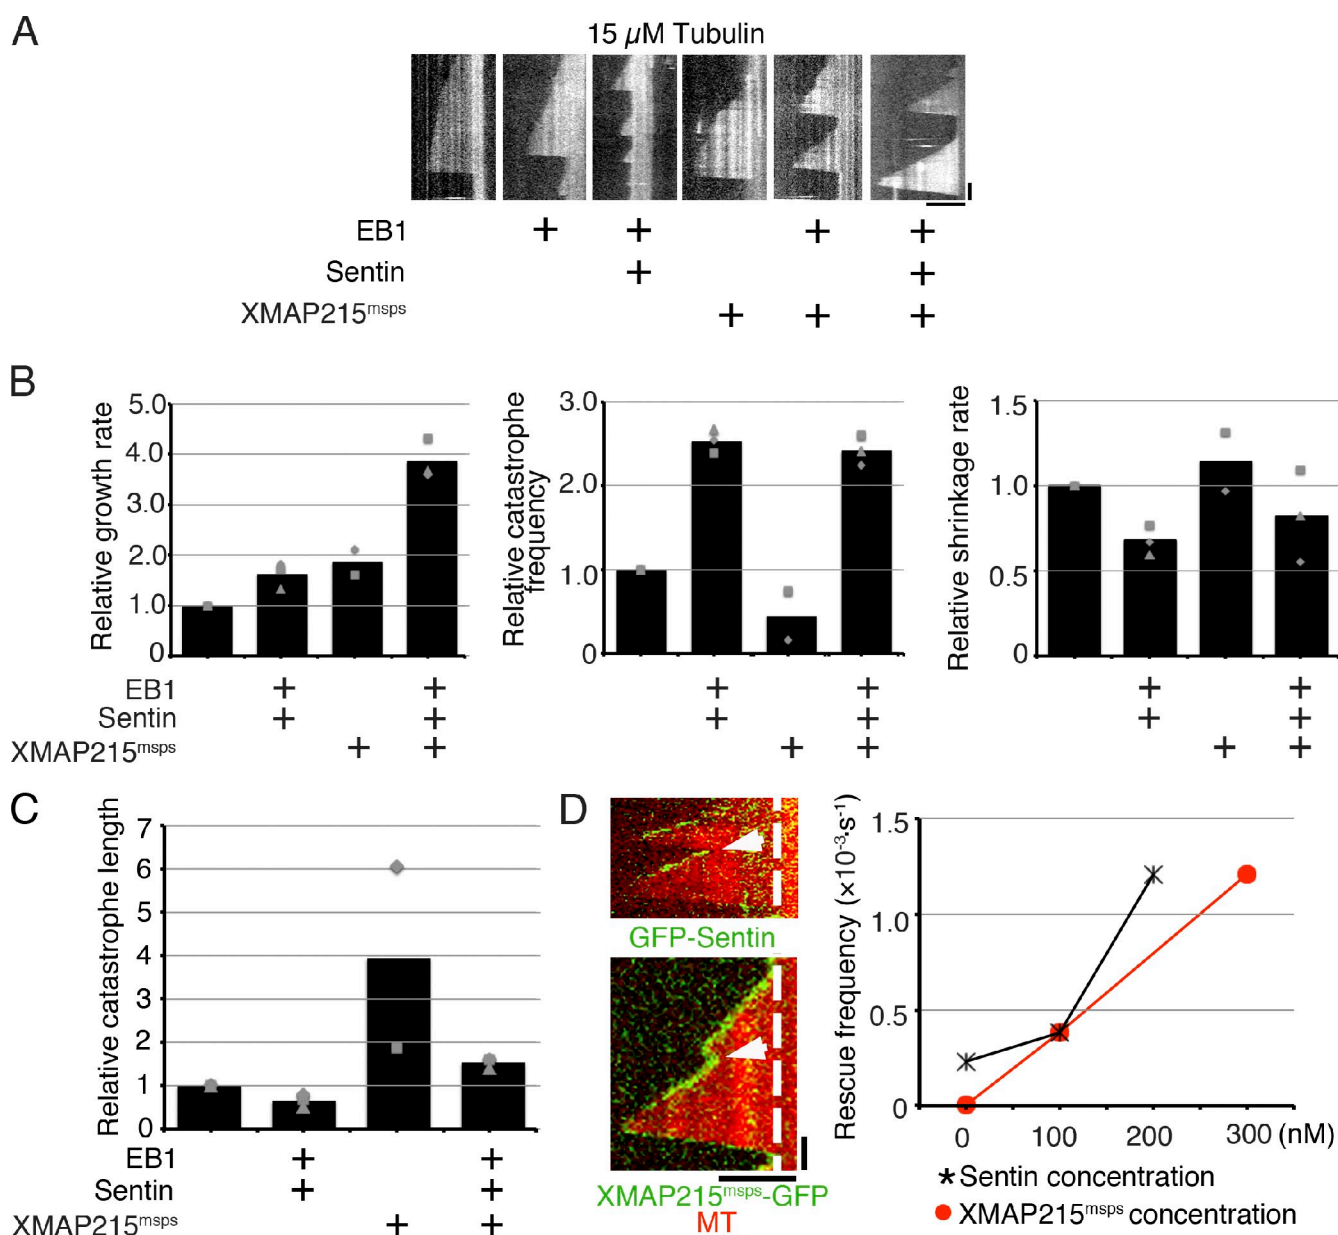 A
15 μM Tubulin
EB1 + + + +
Sentin + +
XMAP215msps + + +
B
Relative growth rate
5.0
4.0
3.0
2.0
1.0
0
Relative catastrophe
frequency
3.0
2.0
1.0
0
Relative shrinkage rate
1.5
1.0
0.5
0
EB1 + + + + + +
Sentin + + + + + +
XMAP215msps + + + + + +
C
Relative catastrophe length
7
6
5
4
3
2
1
0
EB1 + +
Sentin + +
XMAP215msps + +
D
GFP-Sentin
XMAP215msps-GFP
MT
Rescue frequency (×10-3·s-1)
1.5
1.0
0.5
0
0 100 200 300 (nM)
Sentin concentration
XMAP215msps concentration